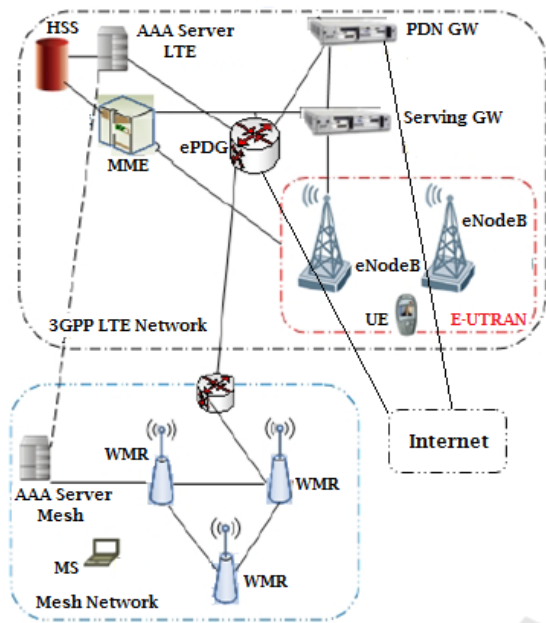 HSS
AAA Server
LTE
PDN GW
Serving GW
MME
ePDG
eNodeB
eNodeB
UE
E-UTRAN
3GPP LTE Network
Internet
WMR
WMR
AAA Server
Mesh
MS
WMR
Mesh Network